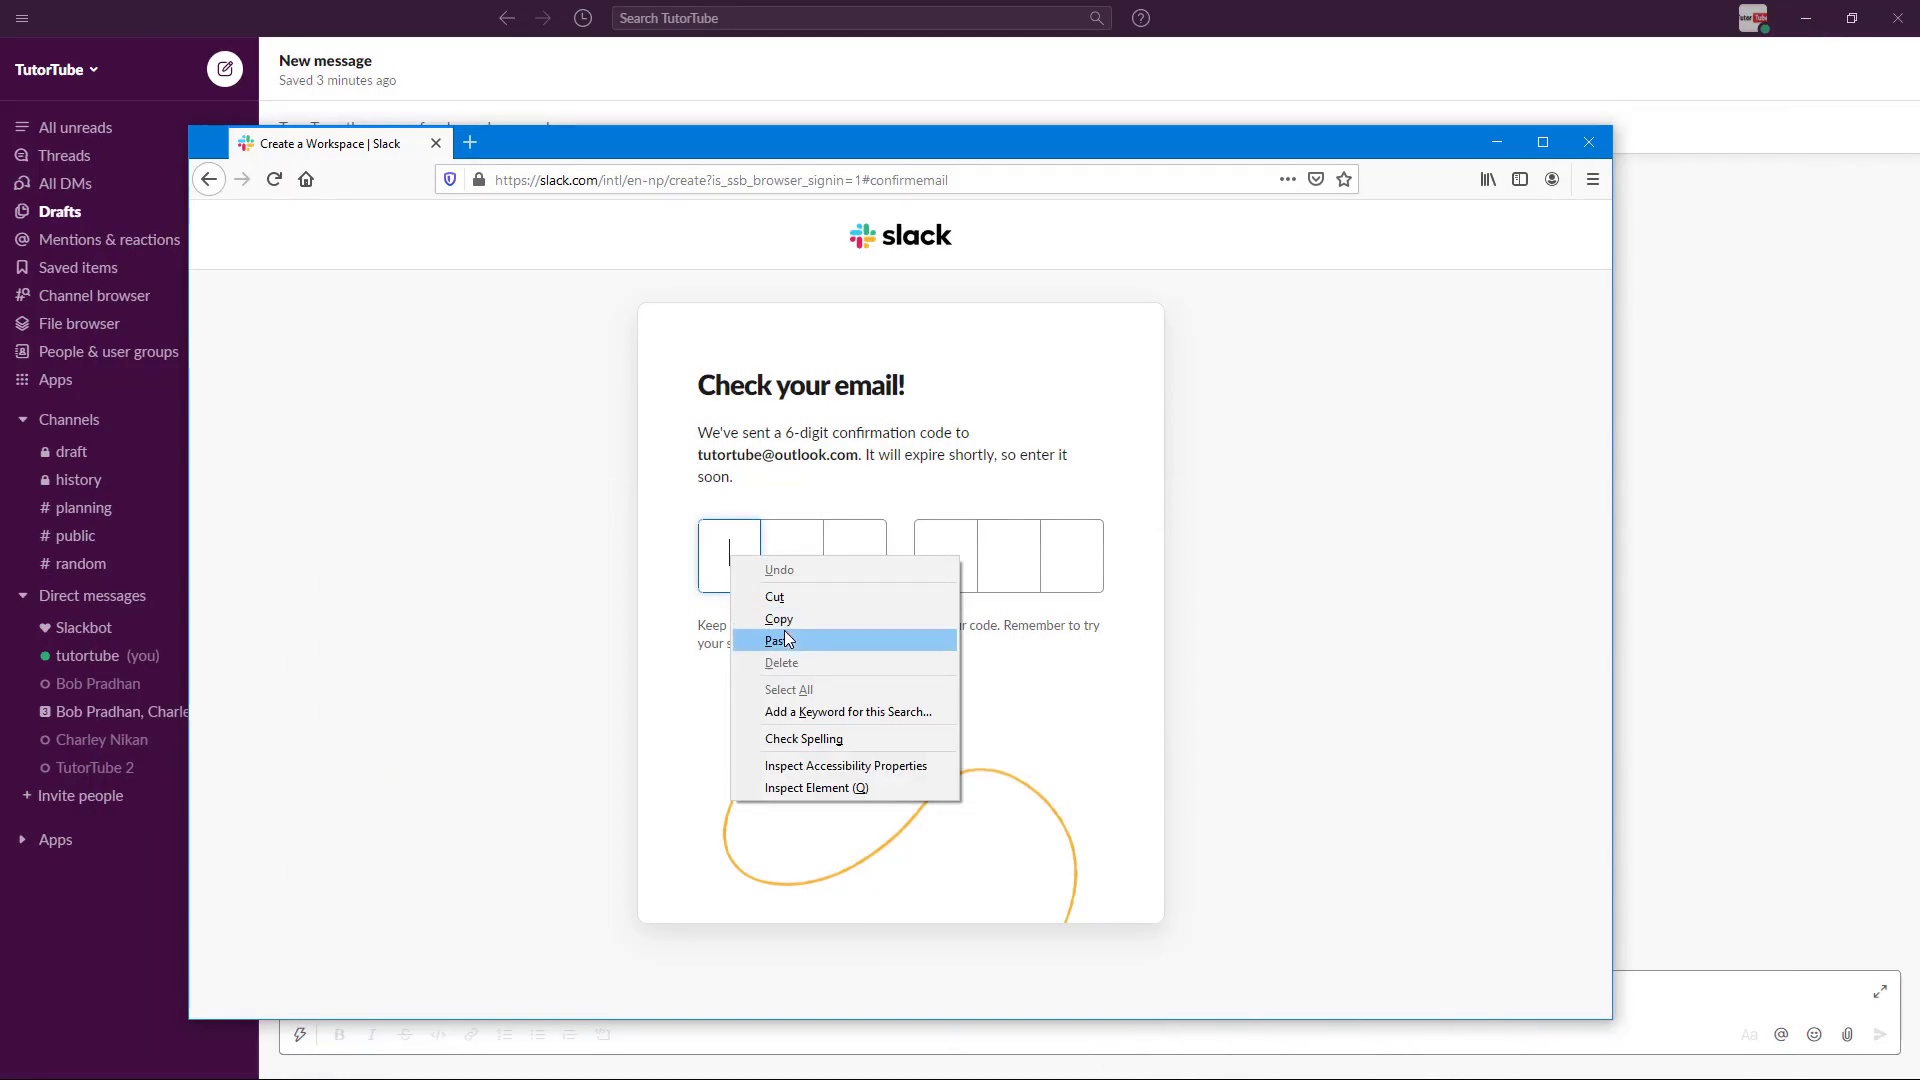 Search TutorTube
TutorTube
New message
Saved 3 minutes ago
All unreads
Threads
All DMs
Drafts
Mentions & reactions
Saved items
Channel browser
File browser
People & user groups
Apps
Channels
draft
history
# planning
# public
# random
Direct messages
Slackbot
tutortube (you)
Bob Pradhan
3 Bob Pradhan, Charle
Charley Nikan
TutorTube 2
+ Invite people
Apps
Create a Workspace | Slack
https://slack.com/intl/en-np/create?is_ssb_browser_signin=1#confirmemail
slack
Check your email!
We've sent a 6-digit confirmation code to
tutortube@outlook.com. It will expire shortly, so enter it
soon.
Keep
r code. Remember to try
your s
Undo
Cut
Copy
Past
Delete
Select All
Add a Keyword for this Search...
Check Spelling
Inspect Accessibility Properties
Inspect Element (Q)
B I S
Aa @